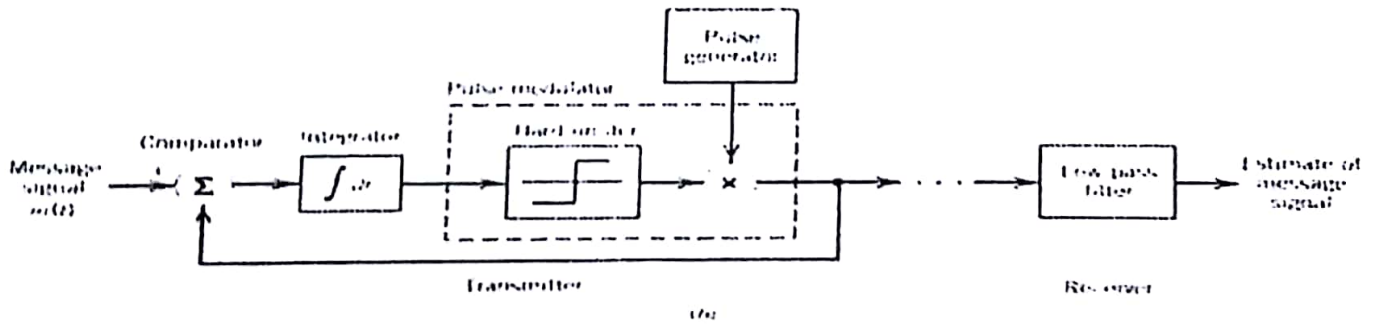 Pulse
generator
Pulse modulator
Comparator
Integrator
Hard limiter
Message
signal
m(t)
+
Σ
∫ dt
×
. . .
Low-pass
filter
Estimate of
message
signal
Transmitter
Receiver